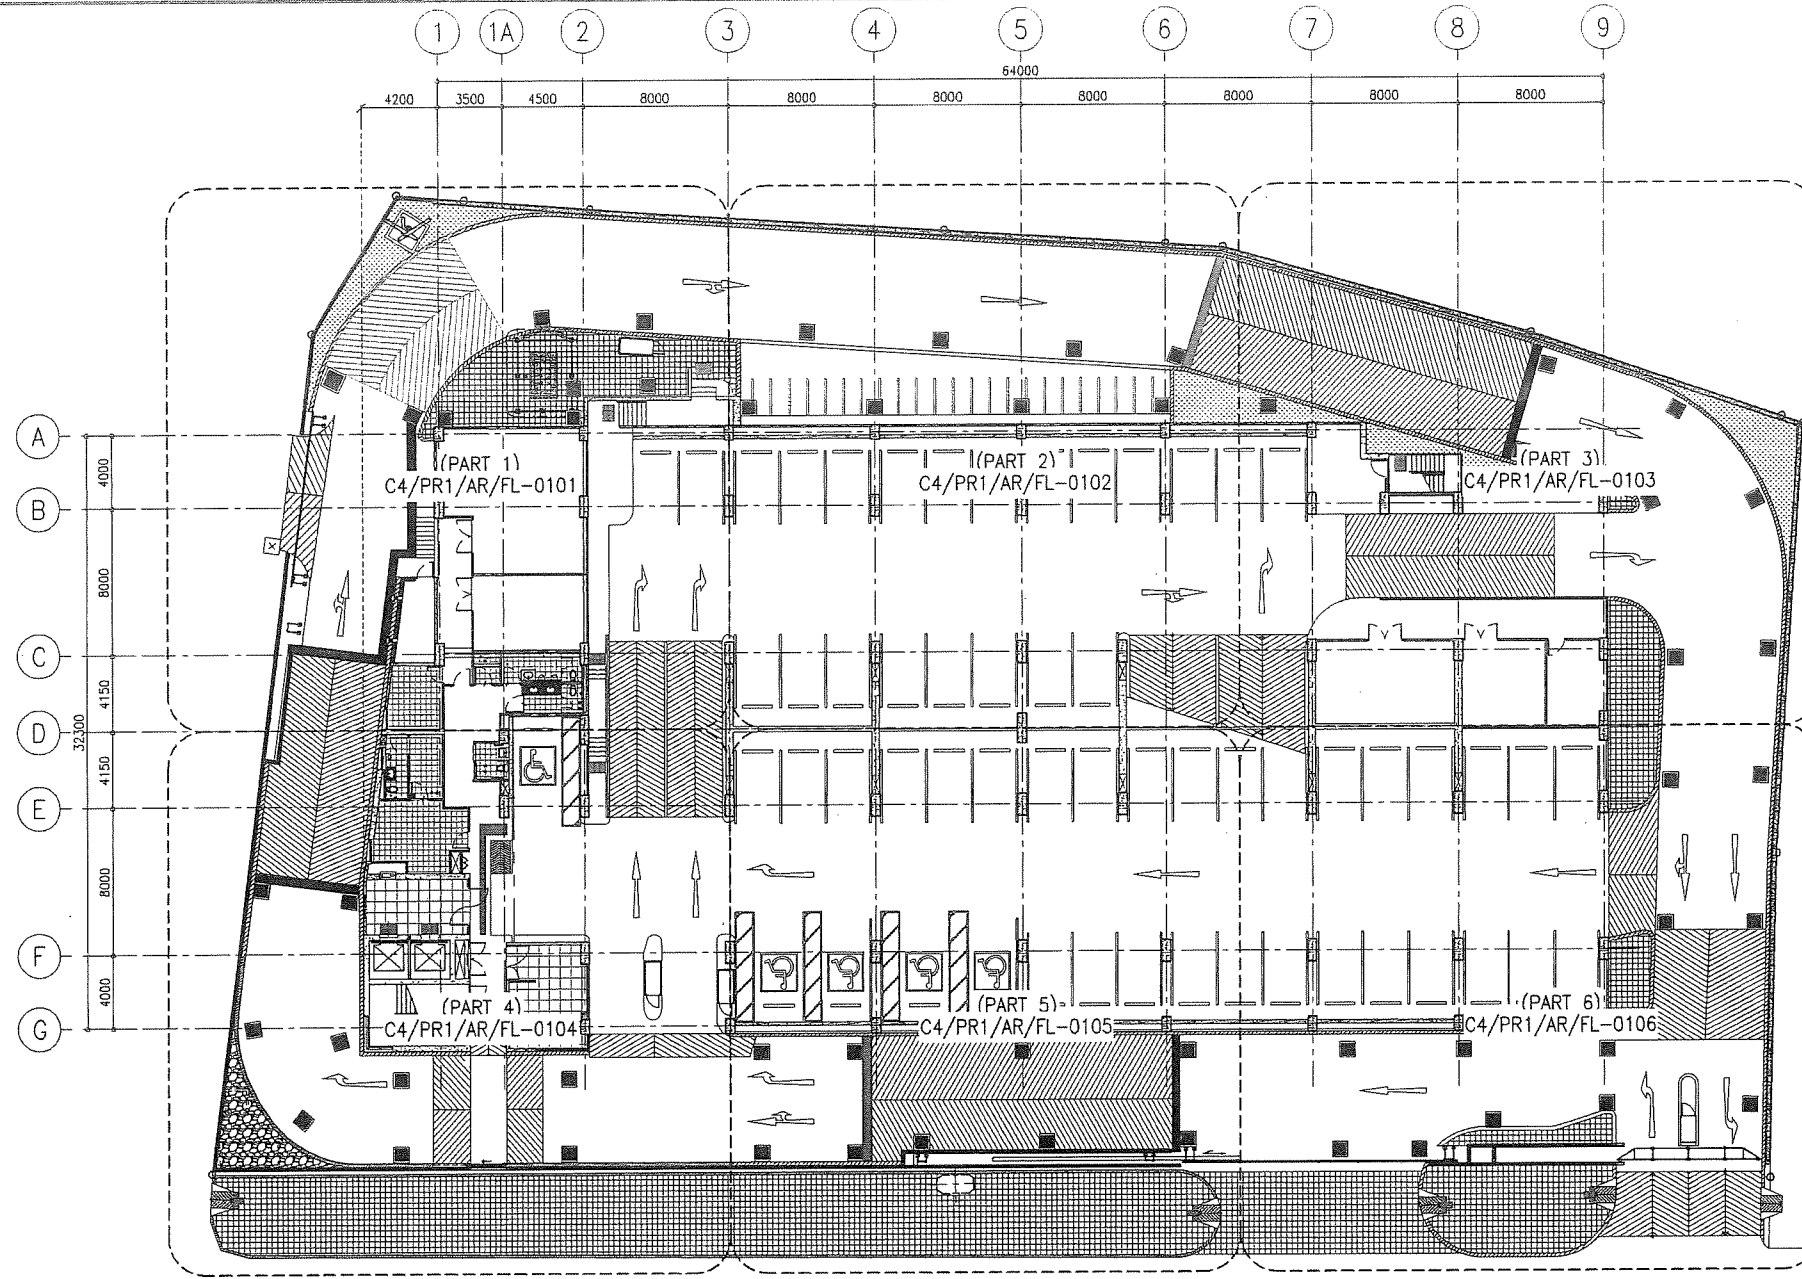 1 1A 2 3 4 5 6 7 8 9
64000
4200 3500 4500 8000 8000 8000 8000 8000 8000 8000
A
4000
(PART 1) (PART 2) (PART 3)
C4/PR1/AR/FL-0101 C4/PR1/AR/FL-0102 C4/PR1/AR/FL-0103
B
8000
C
4150
D
32300
4150
E
8000
F
4000
(PART 4) (PART 5) (PART 6)
C4/PR1/AR/FL-0104 C4/PR1/AR/FL-0105 C4/PR1/AR/FL-0106
G